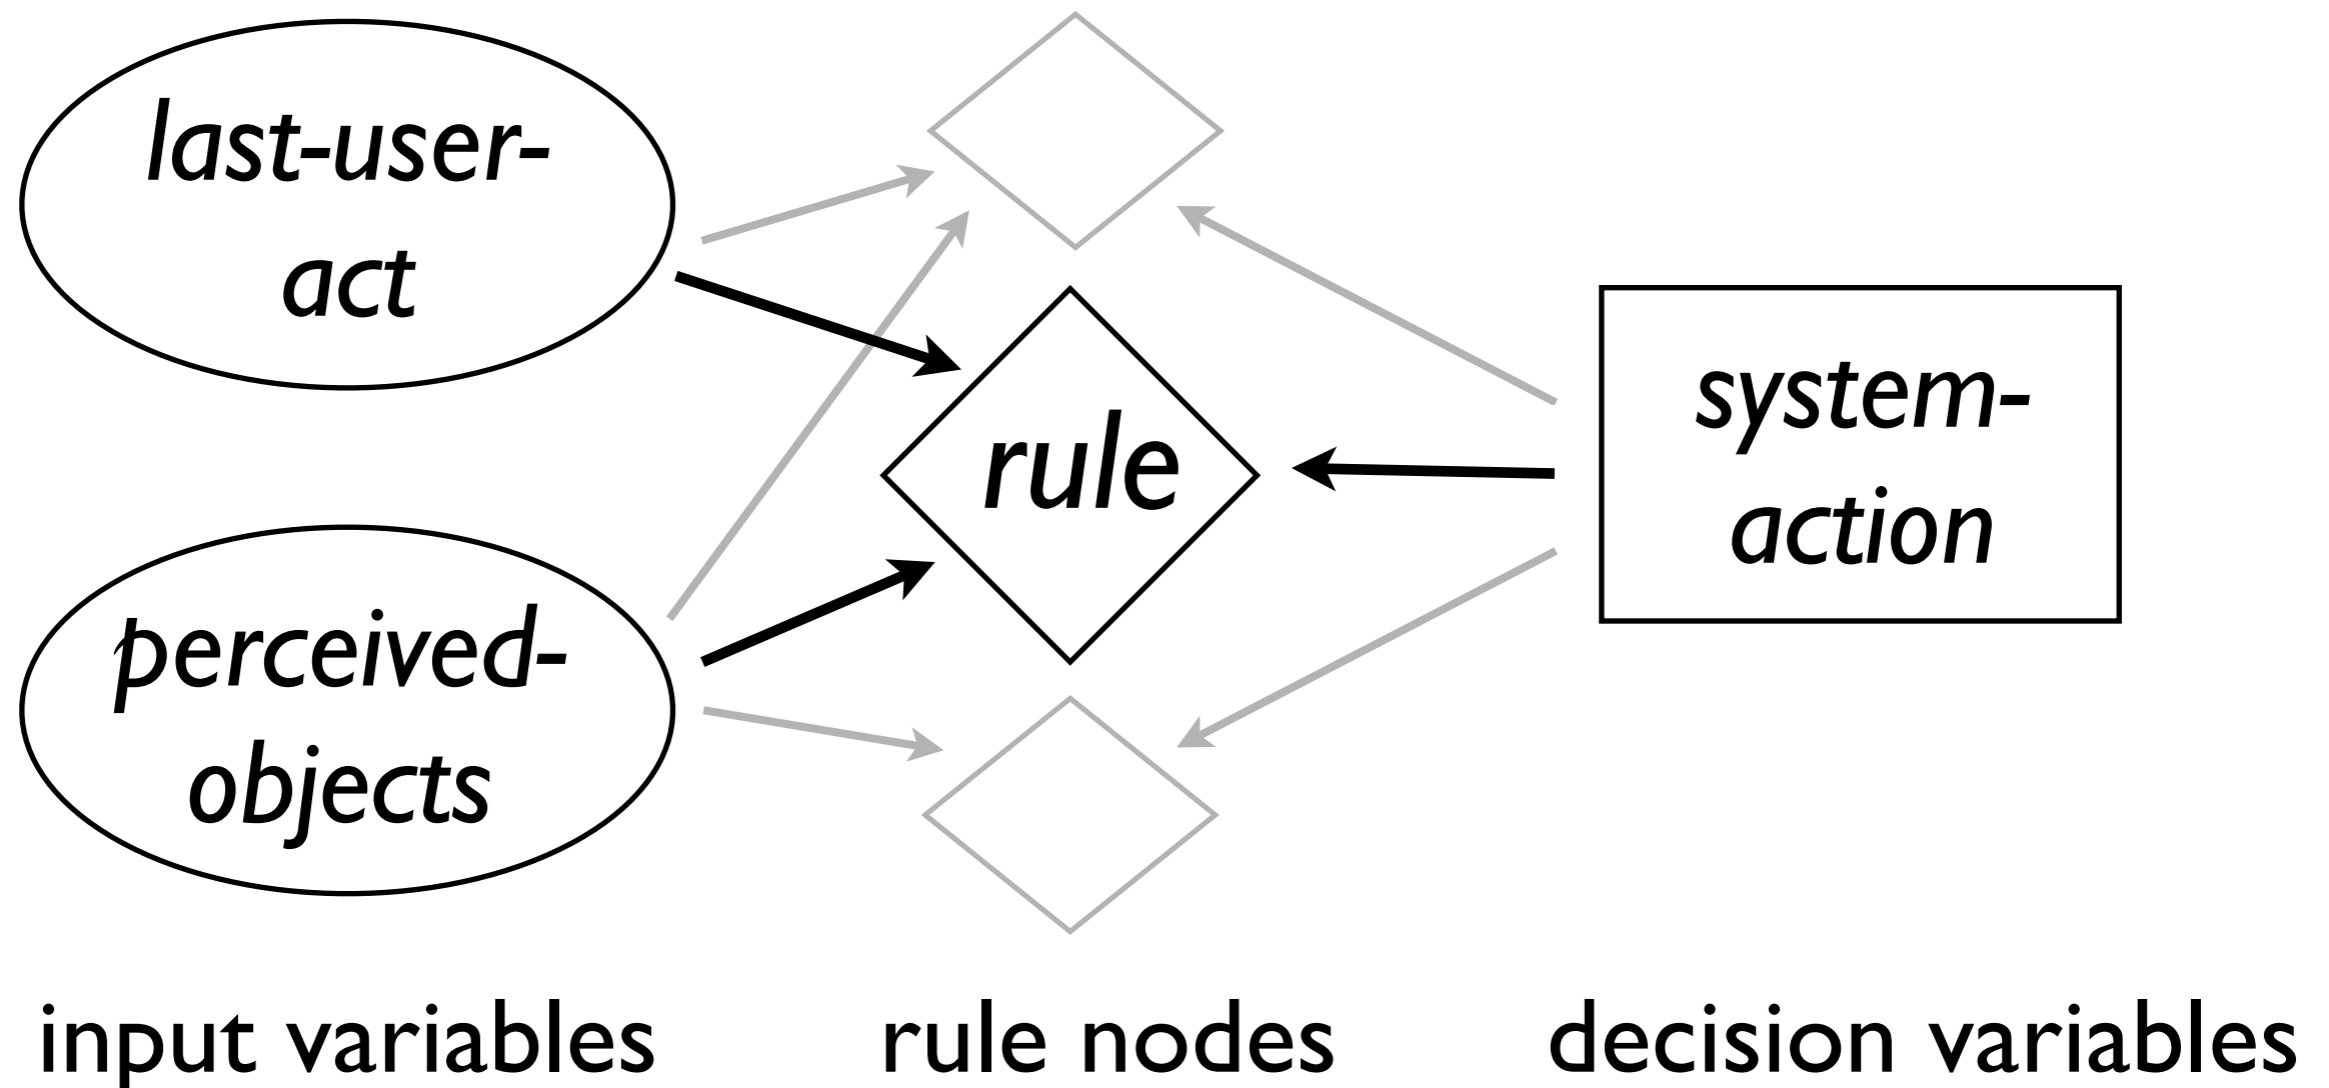 last-user-
act
rule
system-
action
perceived-
objects
input variables
rule nodes
decision variables